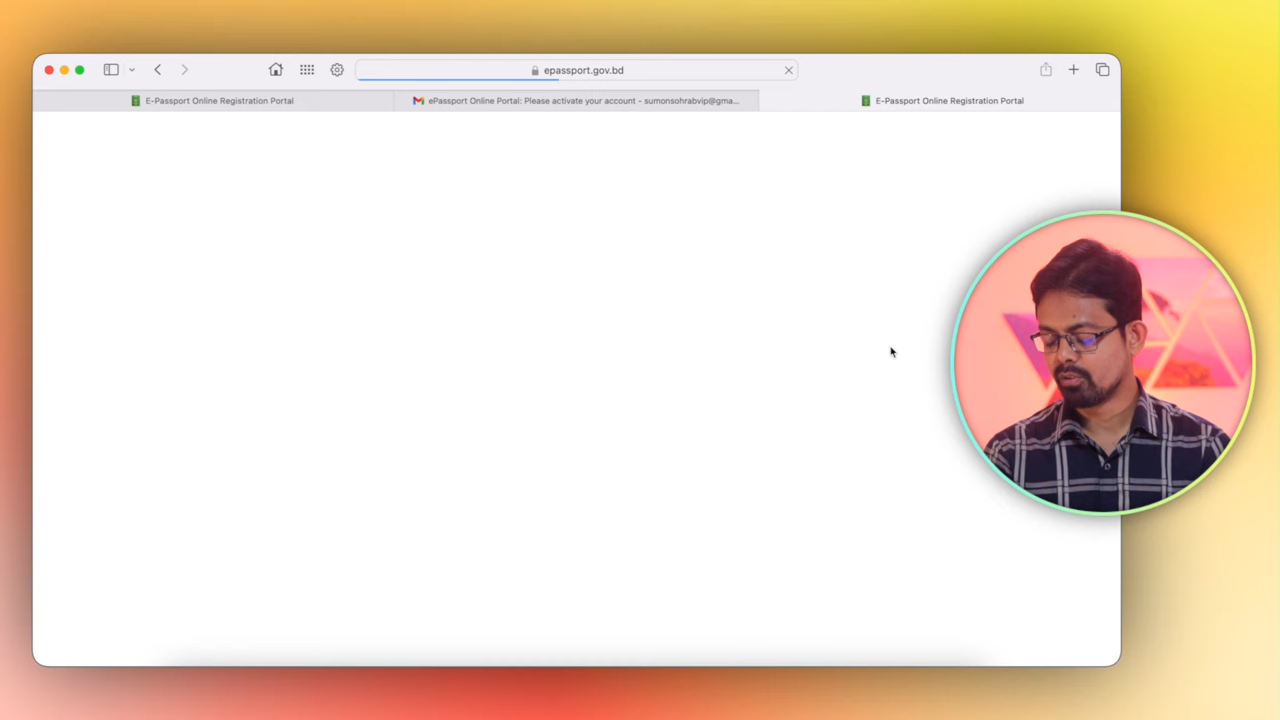 epassport.gov.bd
E-Passport Online Registration Portal
ePassport Online Portal: Please activate your account - sumonsohrabvip@gma...
E-Passport Online Registration Portal